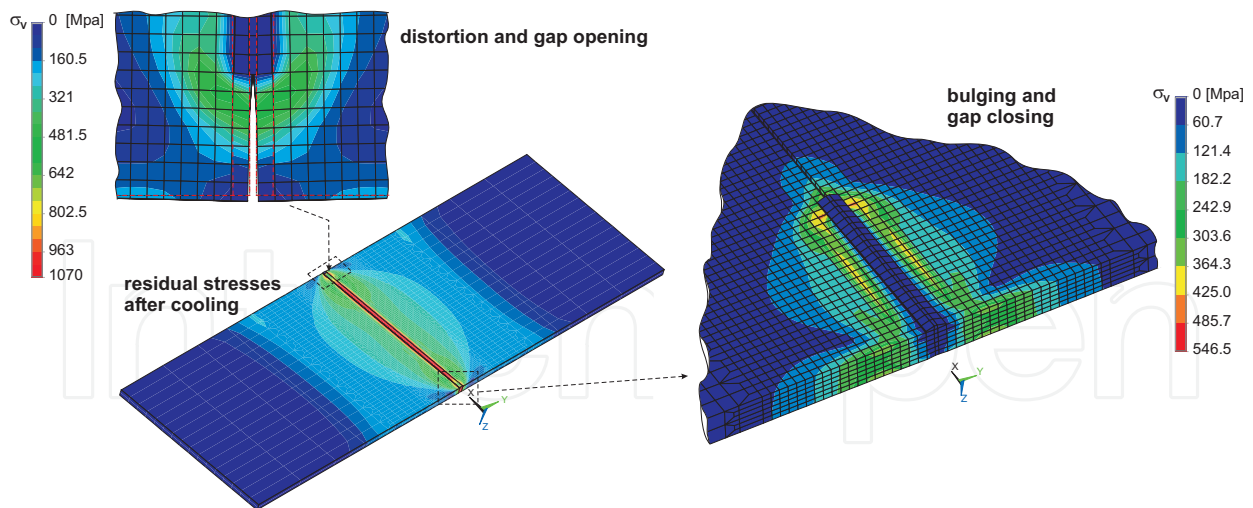 σv 0 [Mpa]
160.5
321
481.5
642
802.5
963
1070
distortion and gap opening
residual stresses
after cooling
X
Y
Z
bulging and
gap closing
σv 0 [Mpa]
60.7
121.4
182.2
242.9
303.6
364.3
425.0
485.7
546.5
X
Y
Z